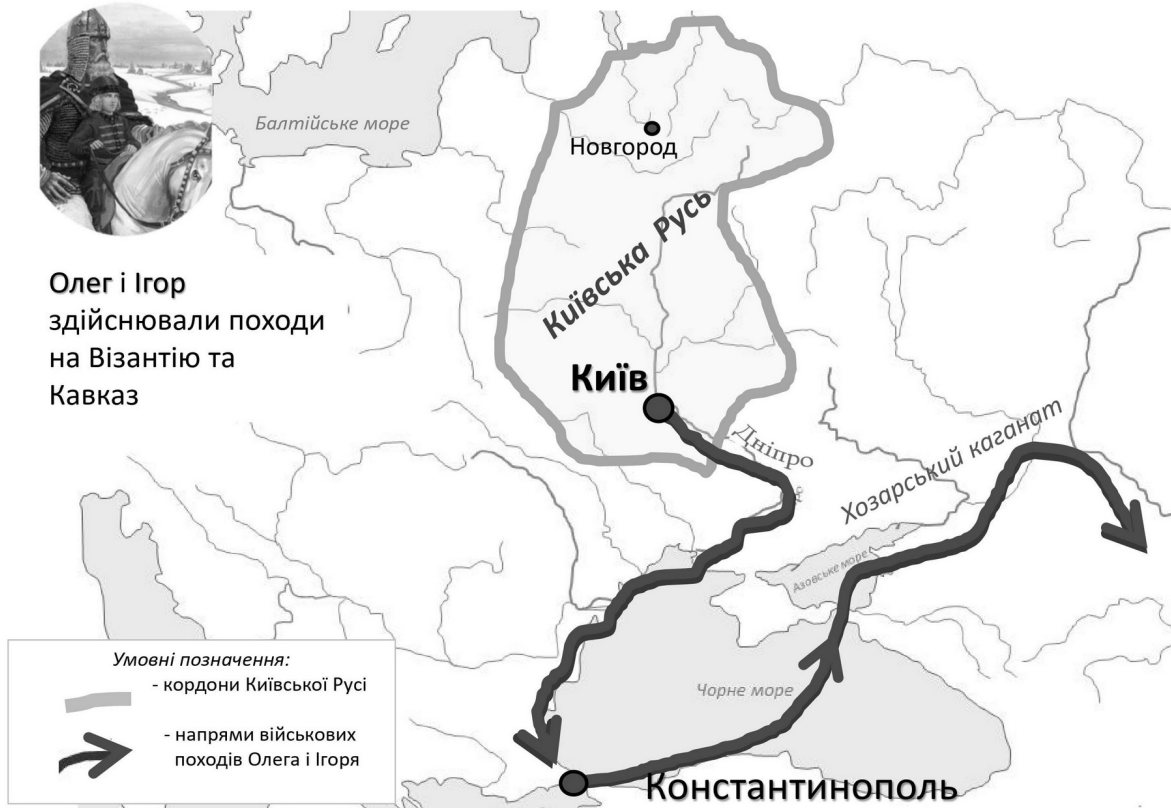 Балтійське море
Новгород
Київська Русь
Олег і Ігор
здійснювали походи
на Візантію та
Кавказ
Київ
Дніпро
Хозарський каганат
Азовське море
Умовні позначення:
- кордони Київської Русі
Чорне море
- напрями військових
походів Олега і Ігоря
Константинополь